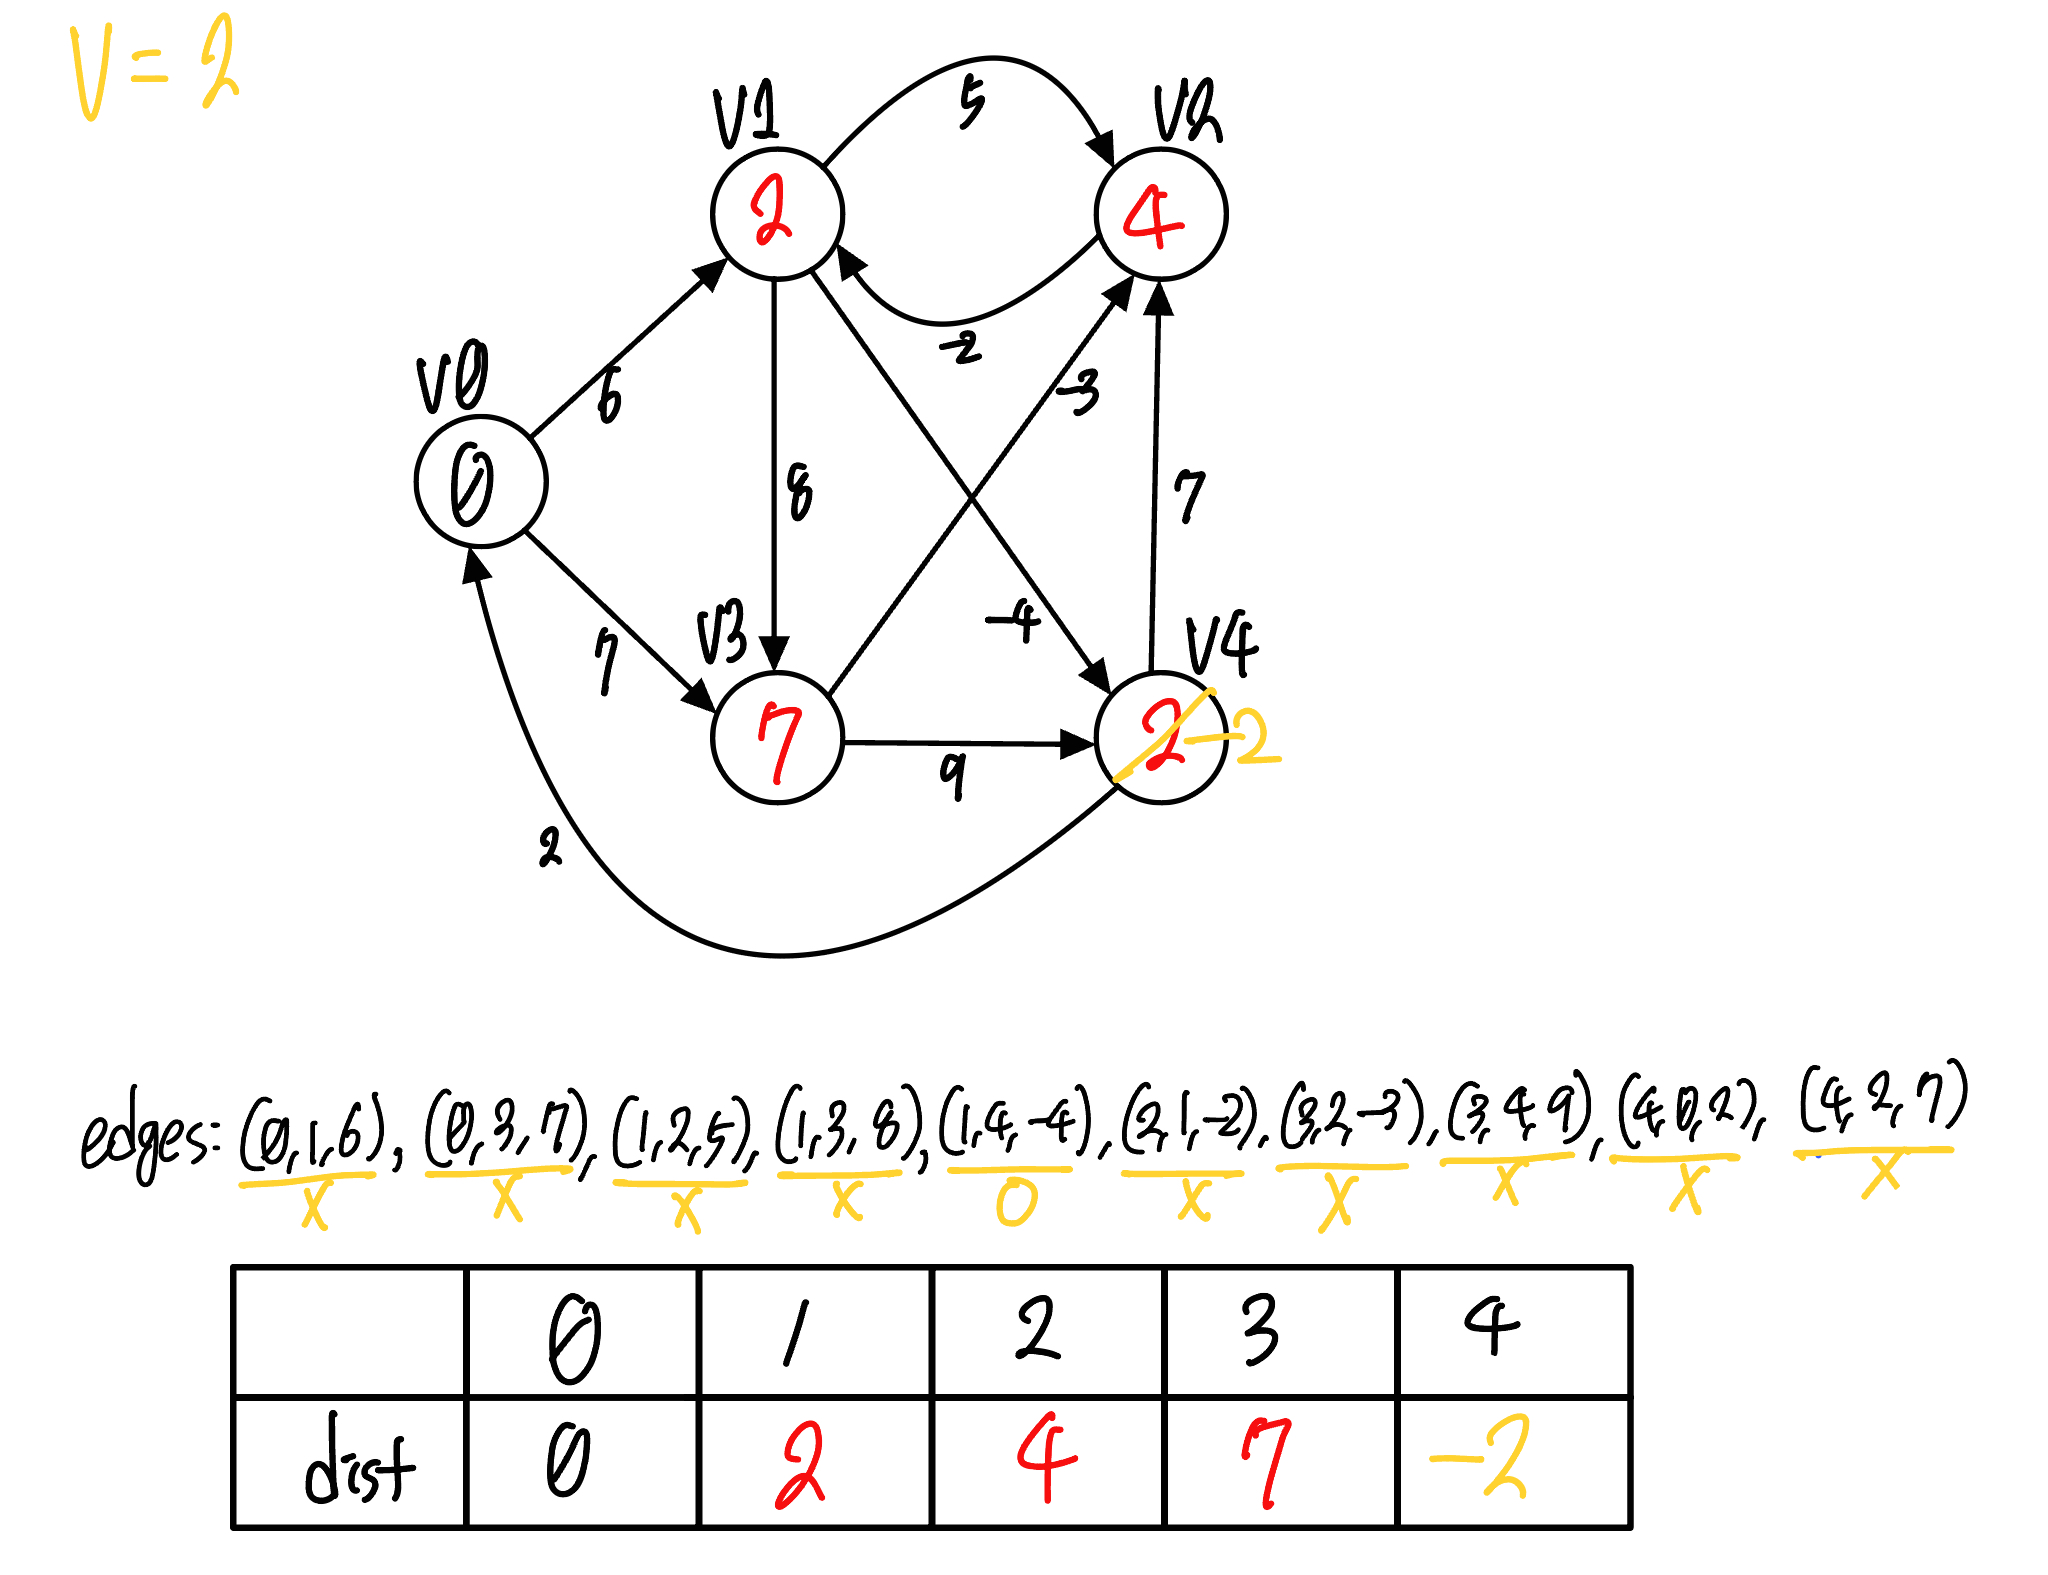 V = 2
V1
5
V2
2
4
-2
V0
6
-3
0
8
7
7
V3
-4
V4
7
2 -2
9
2
edges: (0,1,6), (0,3,7), (1,2,5), (1,3,8), (1,4,-4), (2,1,-2), (3,2,-3), (3,4,9), (4,0,2), (4,2,7)
X X X X O X X X X X
0 1 2 3 4
dist 0 2 4 7 -2